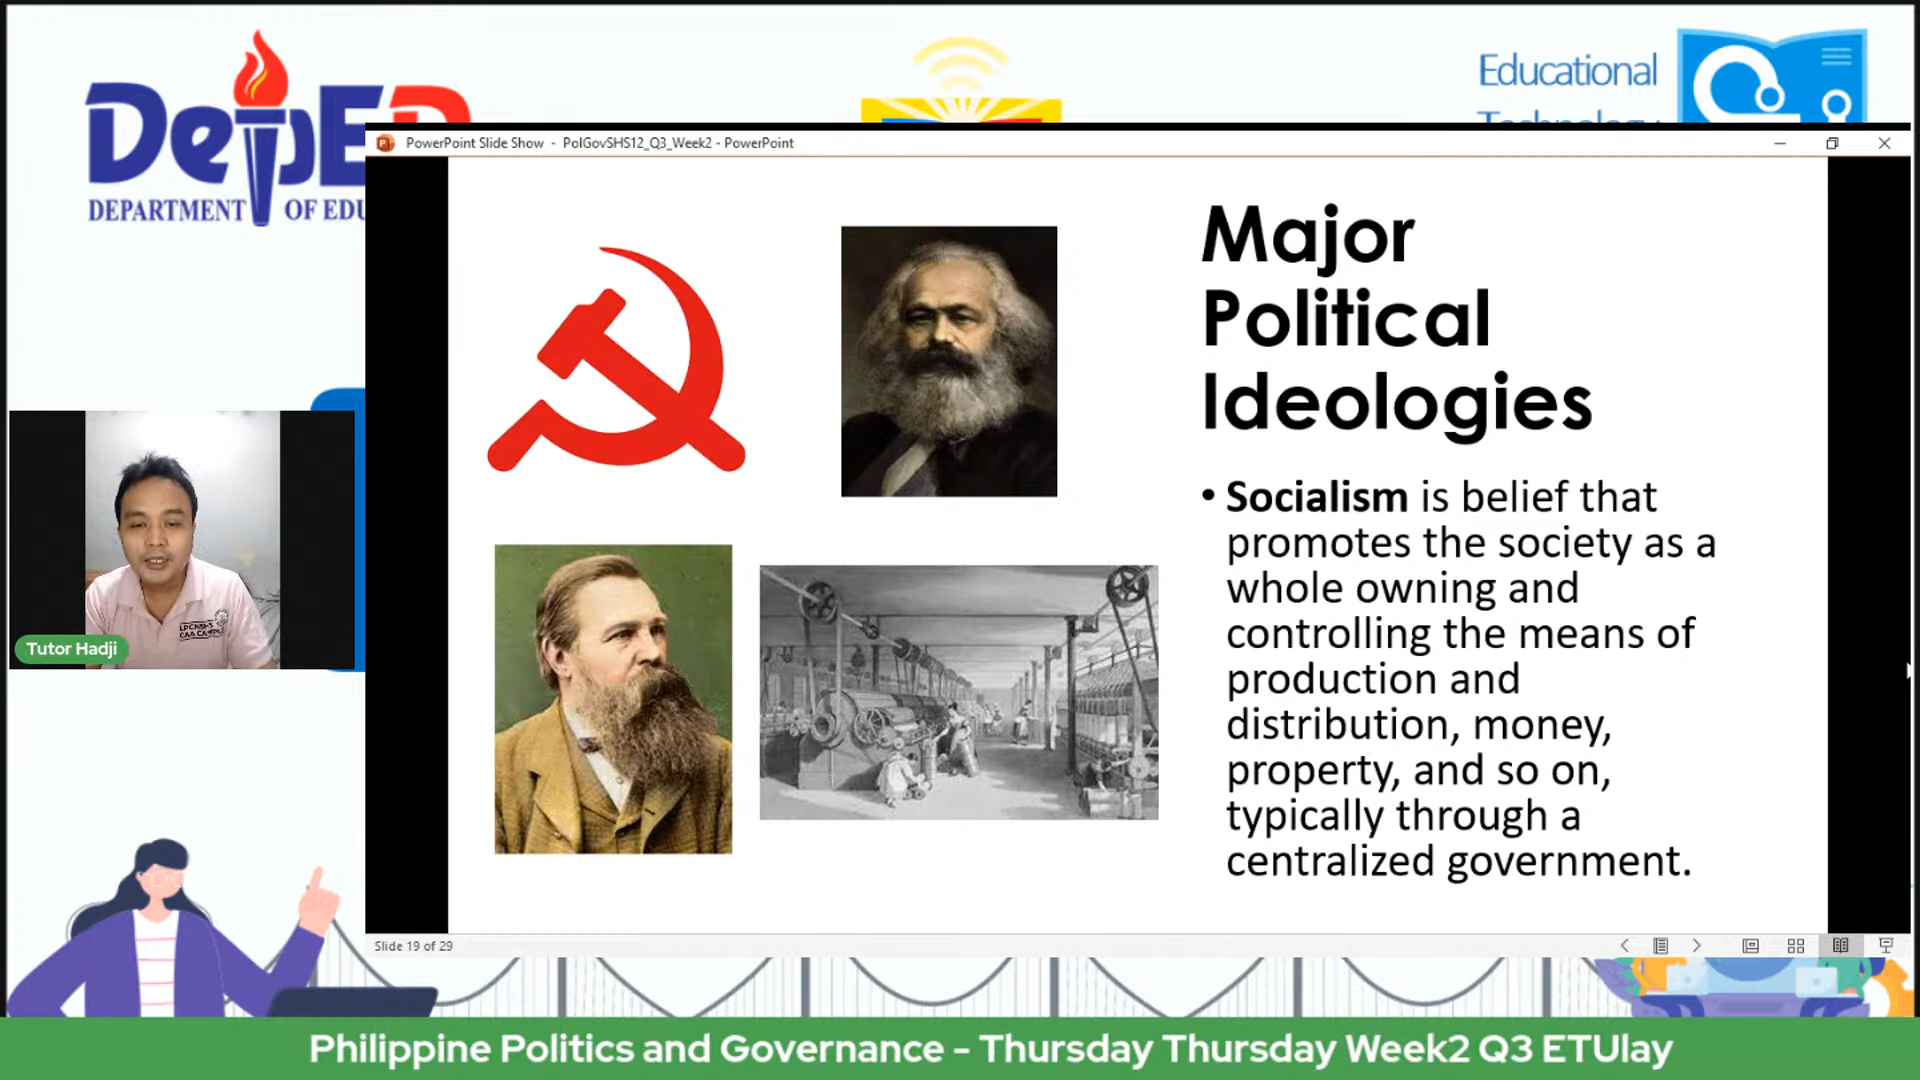 DepED
DEPARTMENT OF EDU
Educational
Technology
PowerPoint Slide Show - PolGovSHS12_Q3_Week2 - PowerPoint
Major
Political
Ideologies
• Socialism is belief that
promotes the society as a
whole owning and
controlling the means of
production and
distribution, money,
property, and so on,
typically through a
centralized government.
Tutor Hadji
Slide 19 of 29
Philippine Politics and Governance - Thursday Thursday Week2 Q3 ETUlay